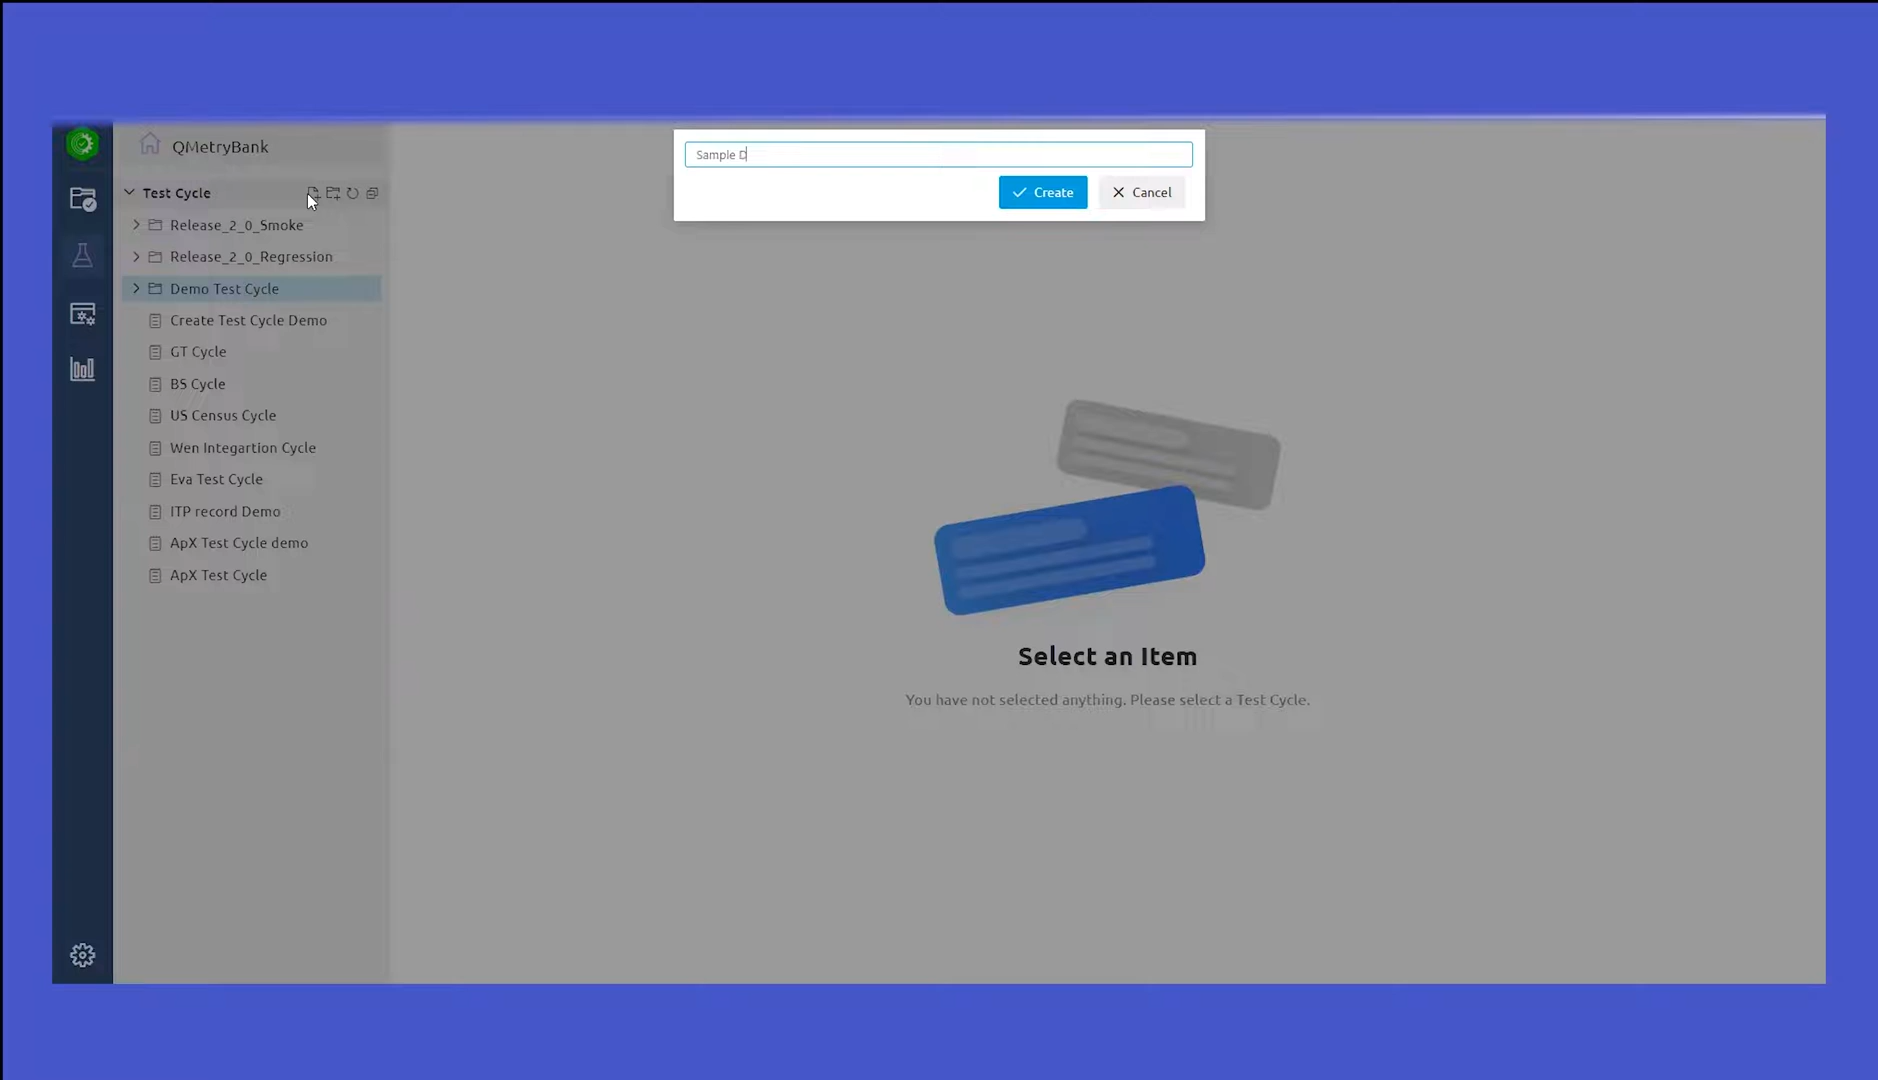 QMetryBank
Sample D
Test Cycle
Create
Cancel
Release_2_0_Smoke
Release_2_0_Regression
Demo Test Cycle
Create Test Cycle Demo
GT Cycle
BS Cycle
US Census Cycle
Wen Integartion Cycle
Eva Test Cycle
ITP record Demo
ApX Test Cycle demo
ApX Test Cycle
Select an Item
You have not selected anything. Please select a Test Cycle.